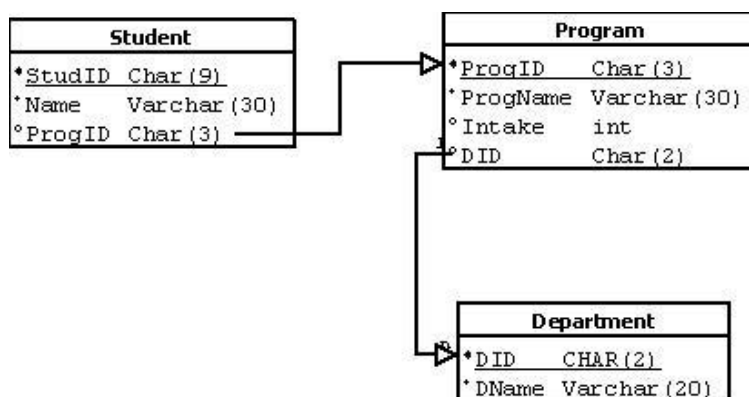 Student
*StudID Char(9)
*Name Varchar(30)
°ProgID Char(3)
Program
*ProgID Char(3)
*ProgName Varchar(30)
°Intake int
°DID Char(2)
Department
*DID CHAR(2)
*DName Varchar(20)